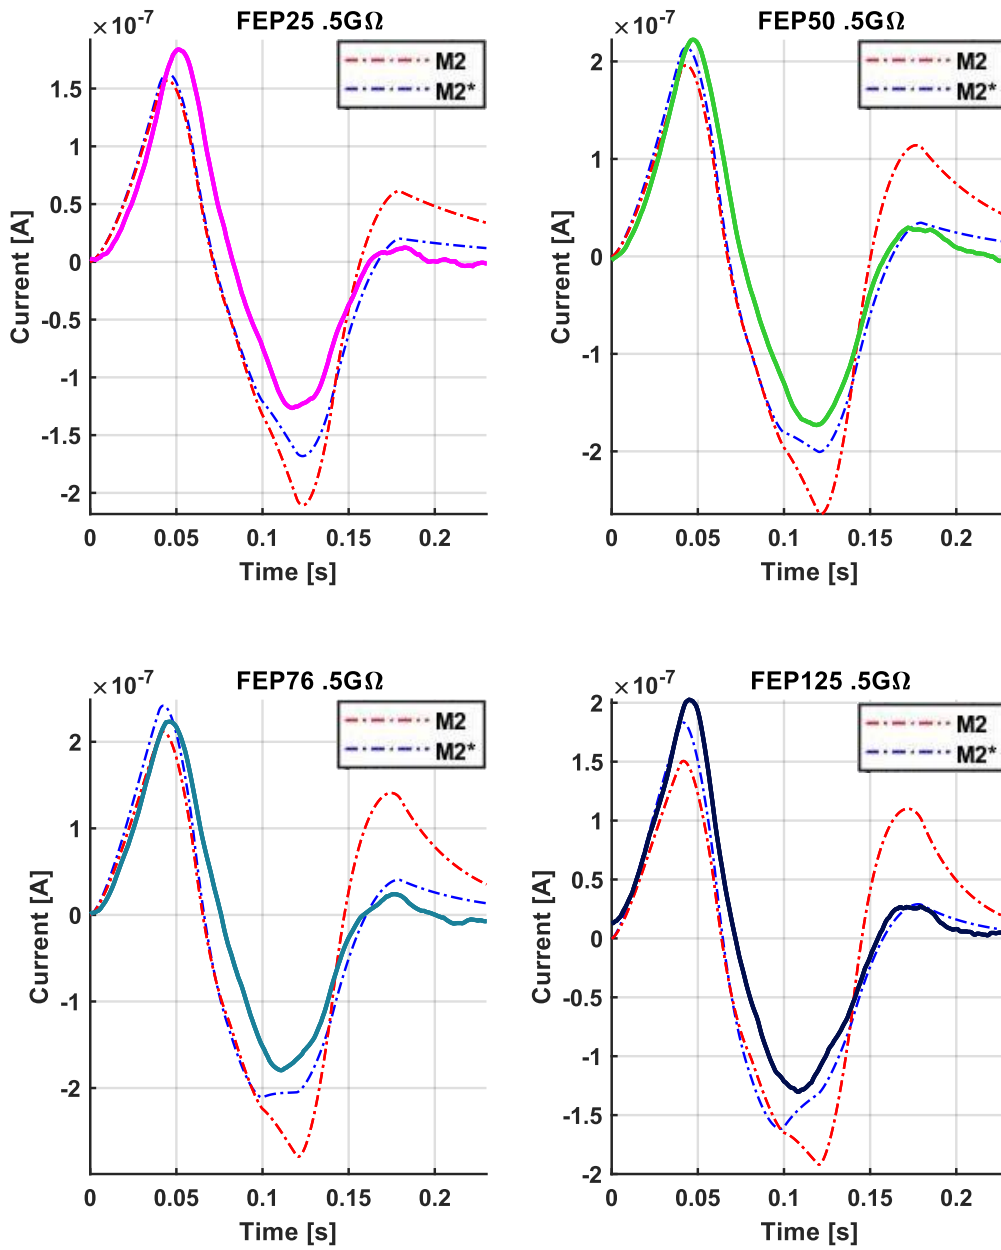 ×10⁻⁷ FEP25 .5GΩ
M2
M2*
1.5
1
0.5
0
-0.5
-1
-1.5
-2
Current [A]
0 0.05 0.1 0.15 0.2
Time [s]
×10⁻⁷ FEP50 .5GΩ
M2
M2*
2
1
0
-1
-2
Current [A]
0 0.05 0.1 0.15 0.2
Time [s]
×10⁻⁷ FEP76 .5GΩ
M2
M2*
2
1
0
-1
-2
Current [A]
0 0.05 0.1 0.15 0.2
Time [s]
×10⁻⁷ FEP125 .5GΩ
M2
M2*
2
1.5
1
0.5
0
-0.5
-1
-1.5
-2
Current [A]
0 0.05 0.1 0.15 0.2
Time [s]